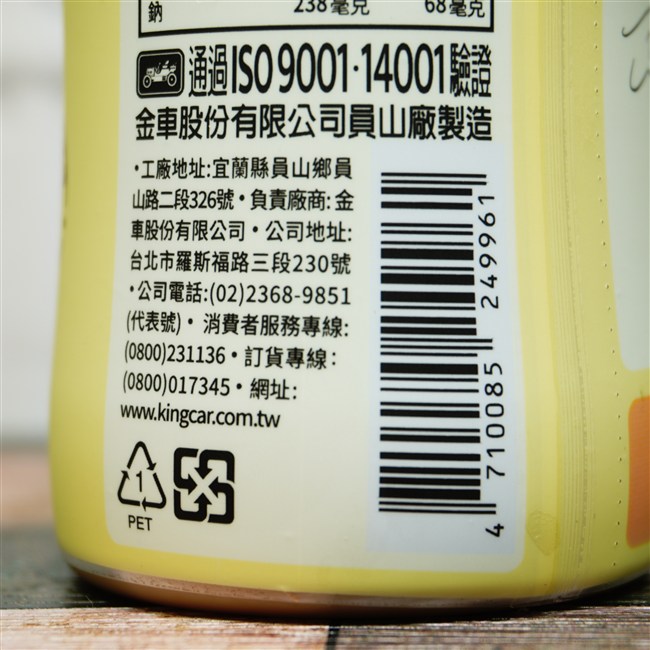 鈉 238毫克 68毫克
通過ISO 9001·14001驗證
金車股份有限公司員山廠製造
·工廠地址:宜蘭縣員山鄉員
山路二段326號·負責廠商:金
車股份有限公司·公司地址:
台北市羅斯福路三段230號
·公司電話:(02)2368-9851
(代表號)·消費者服務專線:
(0800)231136·訂貨專線:
(0800)017345·網址:
www.kingcar.com.tw
1
PET
4 710085 249961